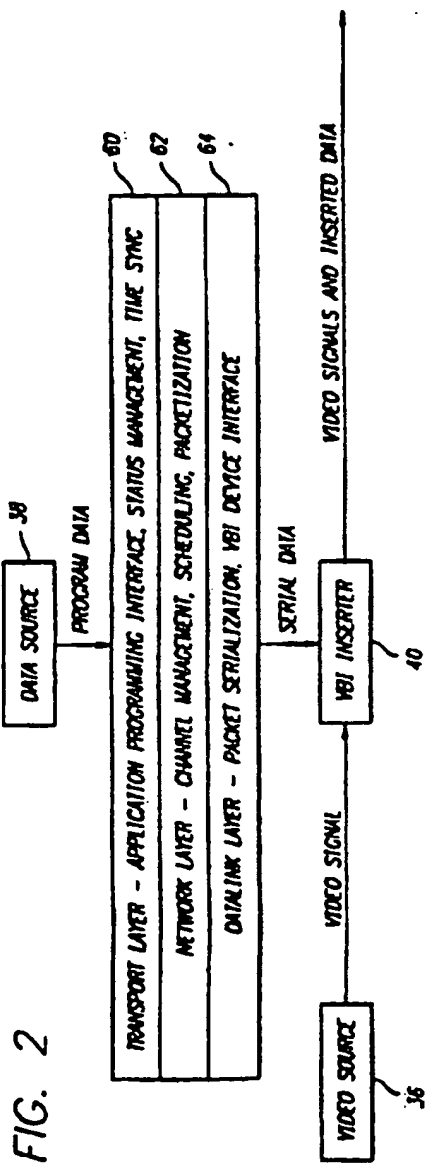 FIG. 2
DATA SOURCE
38
PROGRAM DATA
TRANSPORT LAYER - APPLICATION PROGRAMMING INTERFACE, STATUS MANAGEMENT, TIME SYNC
60
NETWORK LAYER - CHANNEL MANAGEMENT, SCHEDULING, PACKETIZATION
62
DATALINK LAYER - PACKET SERIALIZATION, VBI DEVICE INTERFACE
64
SERIAL DATA
VIDEO SOURCE
36
VIDEO SIGNAL
VBI INSERTER
40
VIDEO SIGNALS AND INSERTED DATA